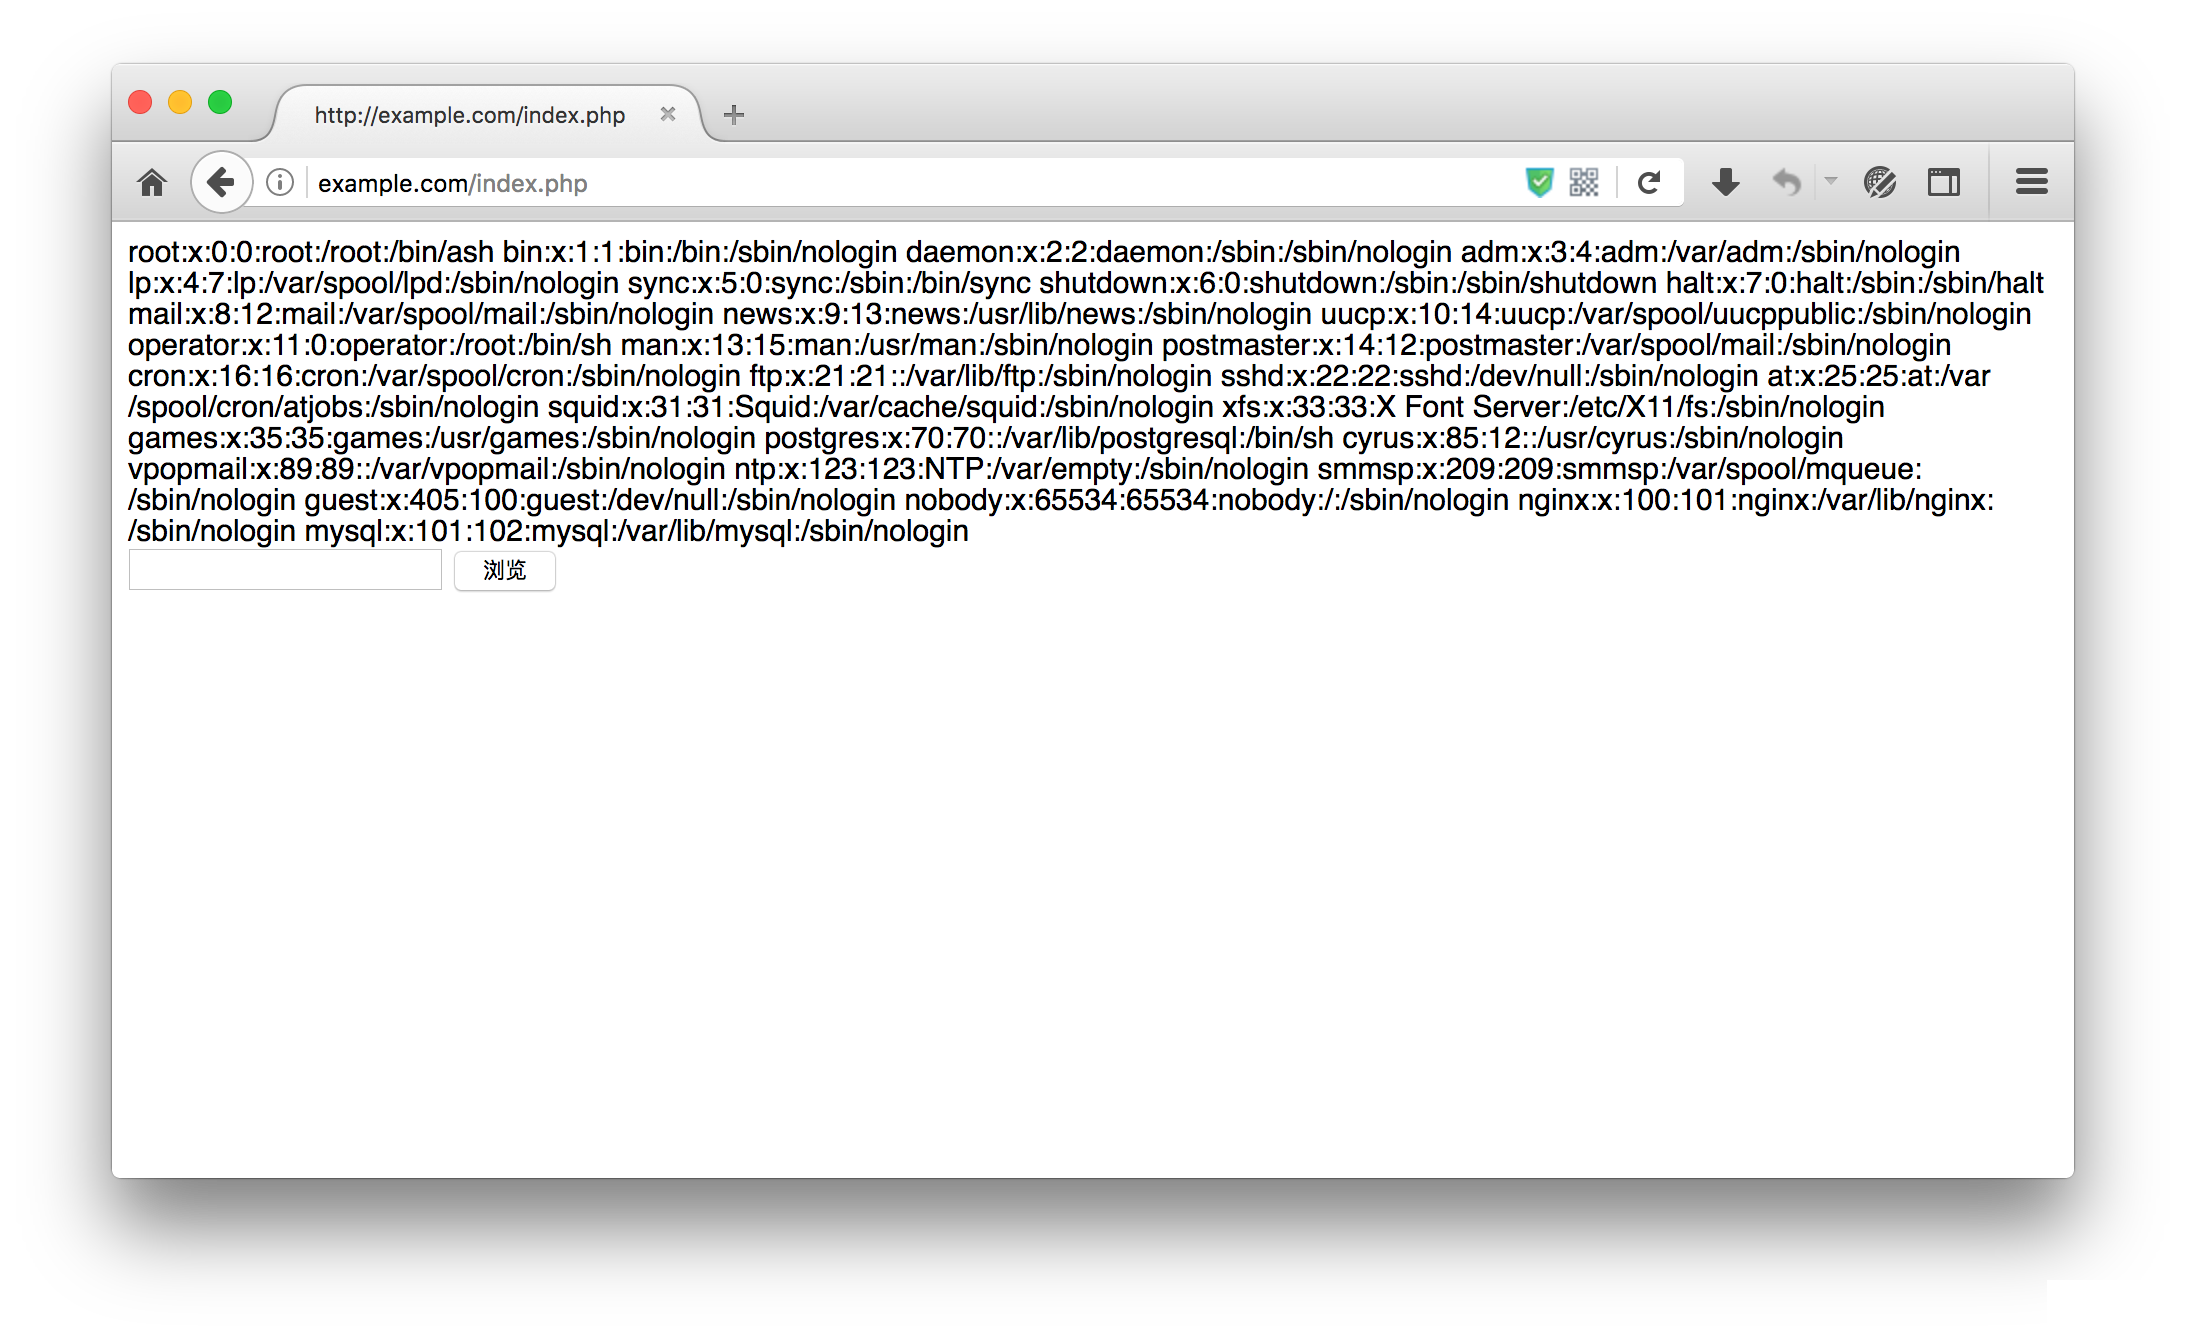 http://example.com/index.php
example.com/index.php
root:x:0:0:root:/root:/bin/ash bin:x:1:1:bin:/bin:/sbin/nologin daemon:x:2:2:daemon:/sbin:/sbin/nologin adm:x:3:4:adm:/var/adm:/sbin/nologin
lp:x:4:7:lp:/var/spool/lpd:/sbin/nologin sync:x:5:0:sync:/sbin:/bin/sync shutdown:x:6:0:shutdown:/sbin:/sbin/shutdown halt:x:7:0:halt:/sbin:/sbin/halt
mail:x:8:12:mail:/var/spool/mail:/sbin/nologin news:x:9:13:news:/usr/lib/news:/sbin/nologin uucp:x:10:14:uucp:/var/spool/uucppublic:/sbin/nologin
operator:x:11:0:operator:/root:/bin/sh man:x:13:15:man:/usr/man:/sbin/nologin postmaster:x:14:12:postmaster:/var/spool/mail:/sbin/nologin
cron:x:16:16:cron:/var/spool/cron:/sbin/nologin ftp:x:21:21::/var/lib/ftp:/sbin/nologin sshd:x:22:22:sshd:/dev/null:/sbin/nologin at:x:25:25:at:/var
/spool/cron/atjobs:/sbin/nologin squid:x:31:31:Squid:/var/cache/squid:/sbin/nologin xfs:x:33:33:X Font Server:/etc/X11/fs:/sbin/nologin
games:x:35:35:games:/usr/games:/sbin/nologin postgres:x:70:70::/var/lib/postgresql:/bin/sh cyrus:x:85:12::/usr/cyrus:/sbin/nologin
vpopmail:x:89:89::/var/vpopmail:/sbin/nologin ntp:x:123:123:NTP:/var/empty:/sbin/nologin smmsp:x:209:209:smmsp:/var/spool/mqueue:
/sbin/nologin guest:x:405:100:guest:/dev/null:/sbin/nologin nobody:x:65534:65534:nobody:/:/sbin/nologin nginx:x:100:101:nginx:/var/lib/nginx:
/sbin/nologin mysql:x:101:102:mysql:/var/lib/mysql:/sbin/nologin
浏览